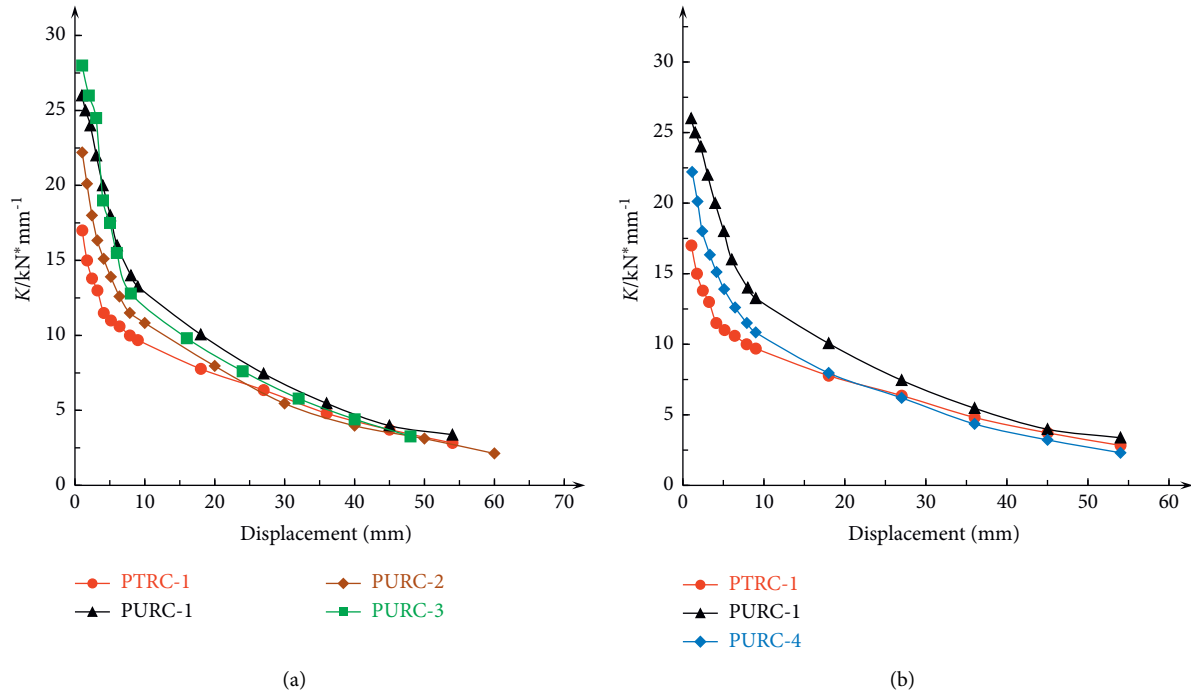 30
25
20
15
10
5
0
K/kN* mm⁻¹
0 10 20 30 40 50 60 70
Displacement (mm)
PTRC-1
PURC-1
PURC-2
PURC-3
(a)
30
25
20
15
10
5
0
K/kN* mm⁻¹
0 10 20 30 40 50 60
Displacement (mm)
PTRC-1
PURC-1
PURC-4
(b)